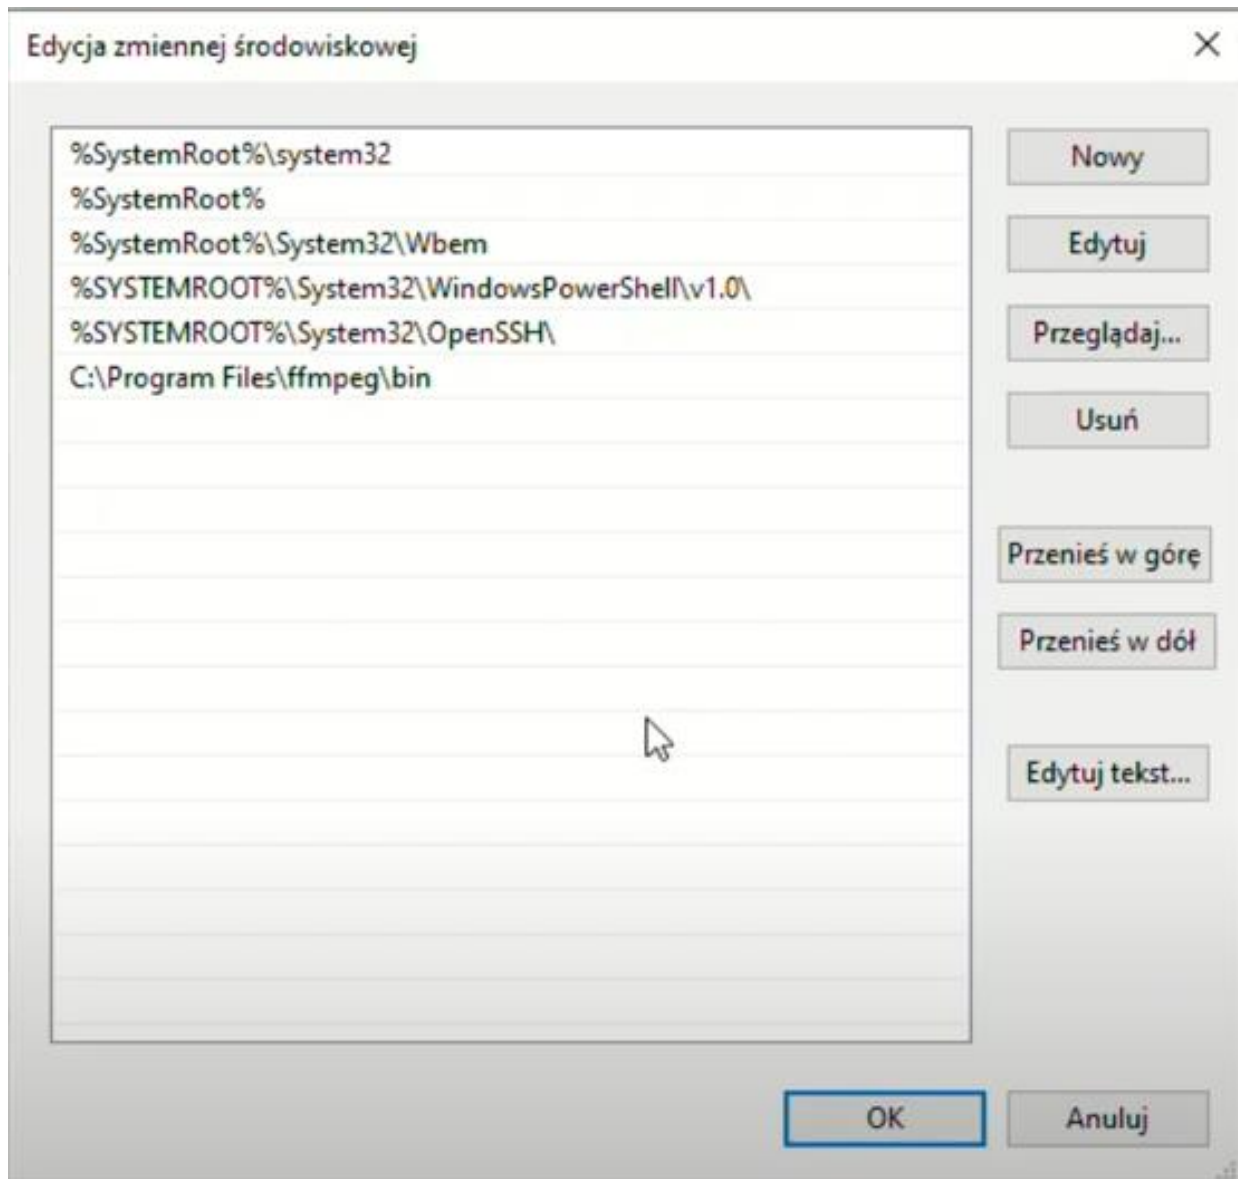 Edycja zmiennej środowiskowej
%SystemRoot%\system32
%SystemRoot%
%SystemRoot%\System32\Wbem
%SYSTEMROOT%\System32\WindowsPowerShell\v1.0\
%SYSTEMROOT%\System32\OpenSSH\
C:\Program Files\ffmpeg\bin
Nowy
Edytuj
Przeglądaj...
Usuń
Przenieś w górę
Przenieś w dół
Edytuj tekst...
OK
Anuluj